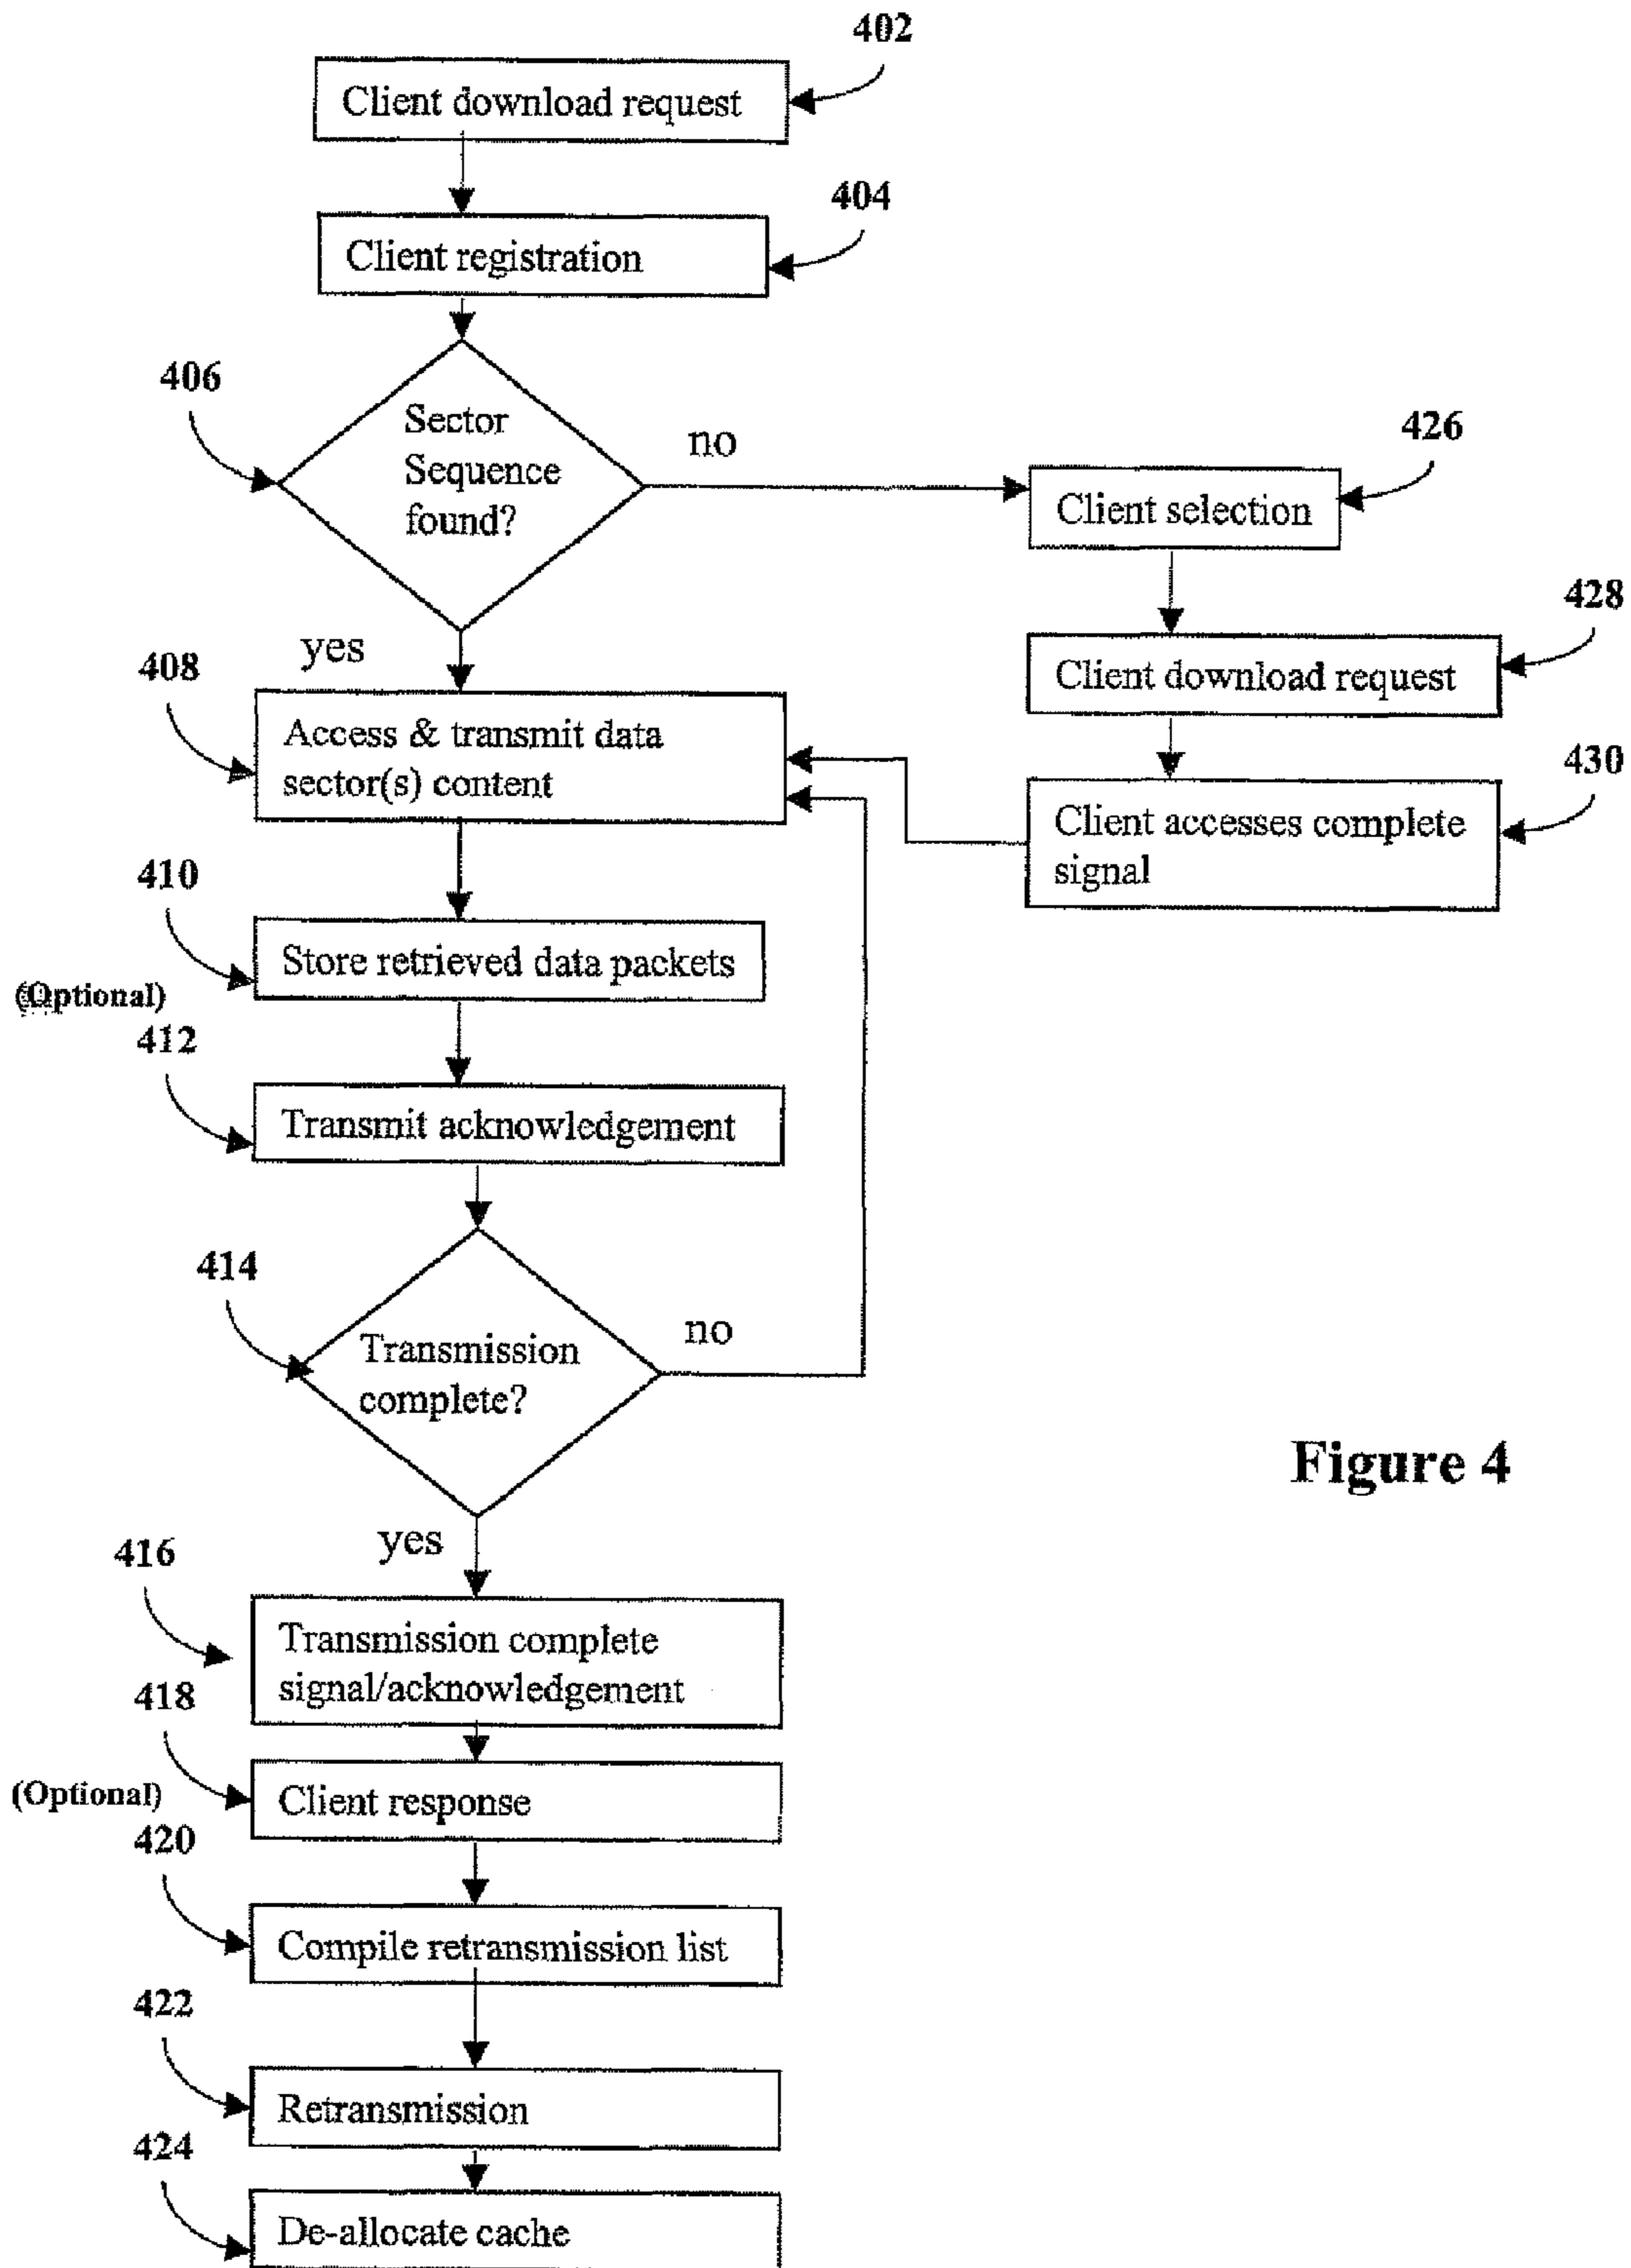 402
Client download request
404
Client registration
406
Sector
Sequence
found?
no
426
Client selection
yes
428
Client download request
408
Access & transmit data
sector(s) content
430
Client accesses complete
signal
410
Store retrieved data packets
(Optional)
412
Transmit acknowledgement
414
Transmission
complete?
no
Figure 4
yes
416
Transmission complete
signal/acknowledgement
418
(Optional)
Client response
420
Compile retransmission list
422
Retransmission
424
De-allocate cache